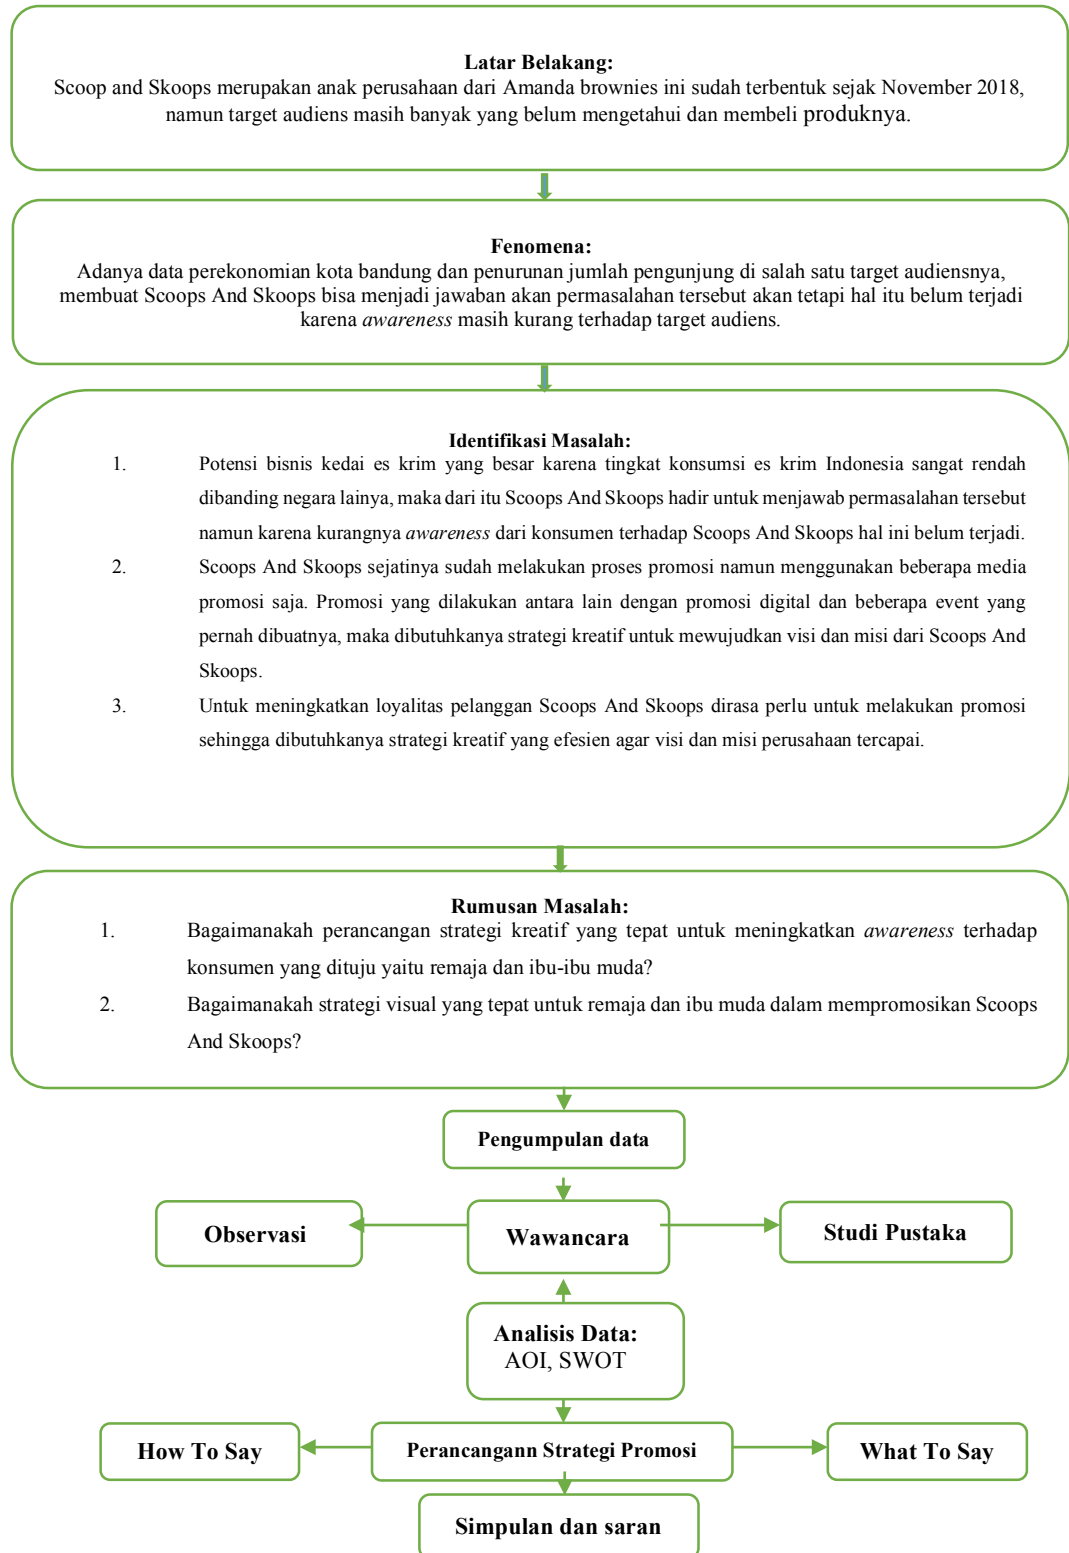 Latar Belakang:
Scoop and Skoops merupakan anak perusahaan dari Amanda brownies ini sudah terbentuk sejak November 2018,
namun target audiens masih banyak yang belum mengetahui dan membeli produknya.
Fenomena:
Adanya data perekonomian kota bandung dan penurunan jumlah pengunjung di salah satu target audiensnya,
membuat Scoops And Skoops bisa menjadi jawaban akan permasalahan tersebut akan tetapi hal itu belum terjadi
karena awareness masih kurang terhadap target audiens.
Identifikasi Masalah:
1. Potensi bisnis kedai es krim yang besar karena tingkat konsumsi es krim Indonesia sangat rendah
dibanding negara lainya, maka dari itu Scoops And Skoops hadir untuk menjawab permasalahan tersebut
namun karena kurangnya awareness dari konsumen terhadap Scoops And Skoops hal ini belum terjadi.
2. Scoops And Skoops sejatinya sudah melakukan proses promosi namun menggunakan beberapa media
promosi saja. Promosi yang dilakukan antara lain dengan promosi digital dan beberapa event yang
pernah dibuatnya, maka dibutuhkanya strategi kreatif untuk mewujudkan visi dan misi dari Scoops And
Skoops.
3. Untuk meningkatkan loyalitas pelanggan Scoops And Skoops dirasa perlu untuk melakukan promosi
sehingga dibutuhkanya strategi kreatif yang efesien agar visi dan misi perusahaan tercapai.
Rumusan Masalah:
1. Bagaimanakah perancangan strategi kreatif yang tepat untuk meningkatkan awareness terhadap
konsumen yang dituju yaitu remaja dan ibu-ibu muda?
2. Bagaimanakah strategi visual yang tepat untuk remaja dan ibu muda dalam mempromosikan Scoops
And Skoops?
Pengumpulan data
Observasi
Wawancara
Studi Pustaka
Analisis Data:
AOI, SWOT
How To Say
Perancangann Strategi Promosi
What To Say
Simpulan dan saran